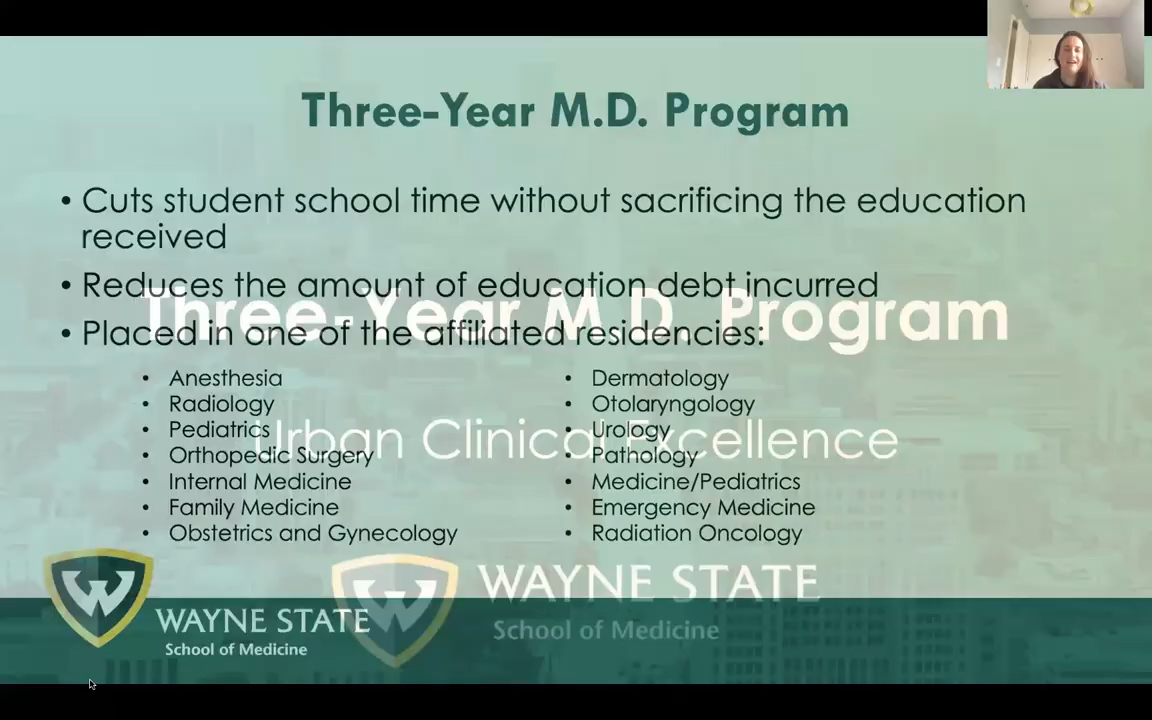 Three-Year M.D. Program
• Cuts student school time without sacrificing the education
received
• Reduces the amount of education debt incurred
Three-Year M.D. Program
• Placed in one of the affiliated residencies:
• Anesthesia
• Radiology
• Pediatrics
• Orthopedic Surgery
• Internal Medicine
• Family Medicine
• Obstetrics and Gynecology
• Dermatology
• Otolaryngology
• Urology
• Pathology
• Medicine/Pediatrics
• Emergency Medicine
• Radiation Oncology
Urban Clinical Excellence
WAYNE STATE
School of Medicine
WAYNE STATE
School of Medicine